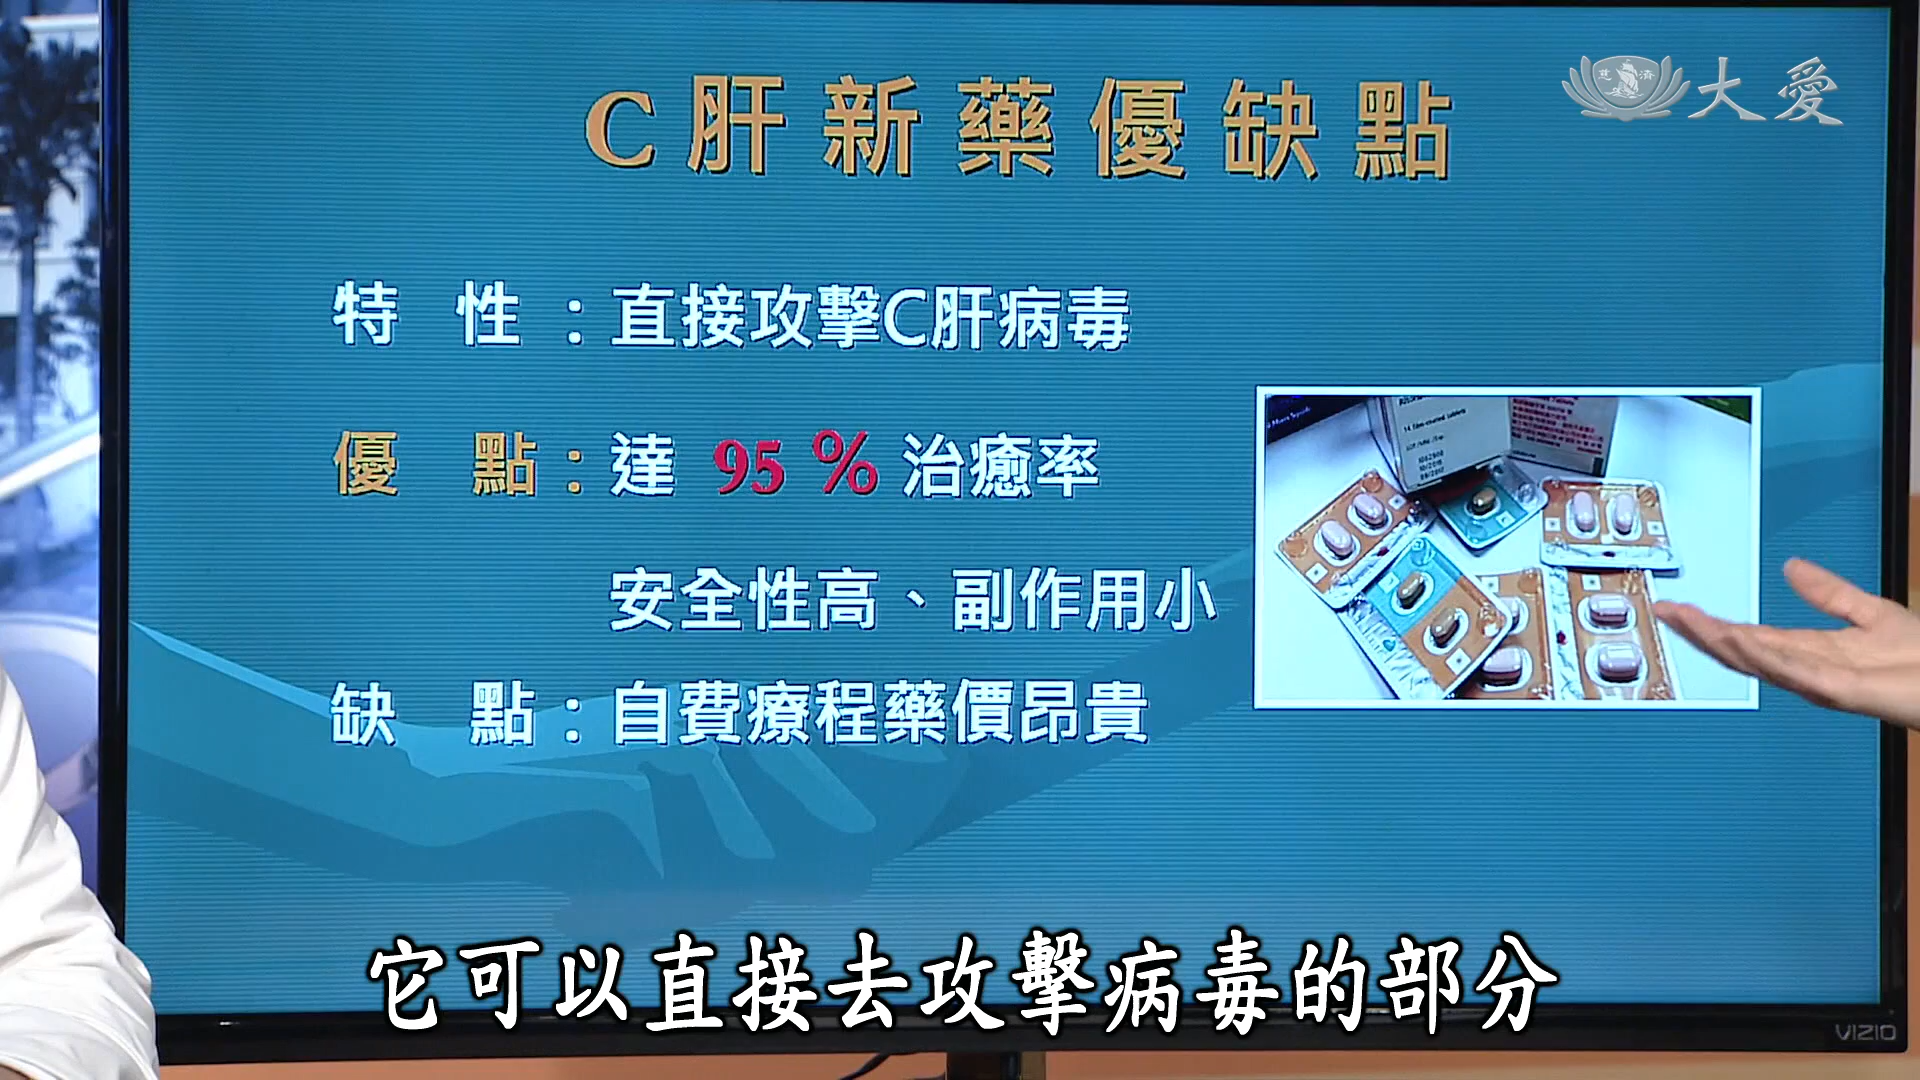 慈濟 大愛
C肝新藥優缺點
特性：直接攻擊C肝病毒
優點：達 95% 治癒率
安全性高、副作用小
缺點：自費療程藥價昂貴
它可以直接去攻擊病毒的部分
VIZIO